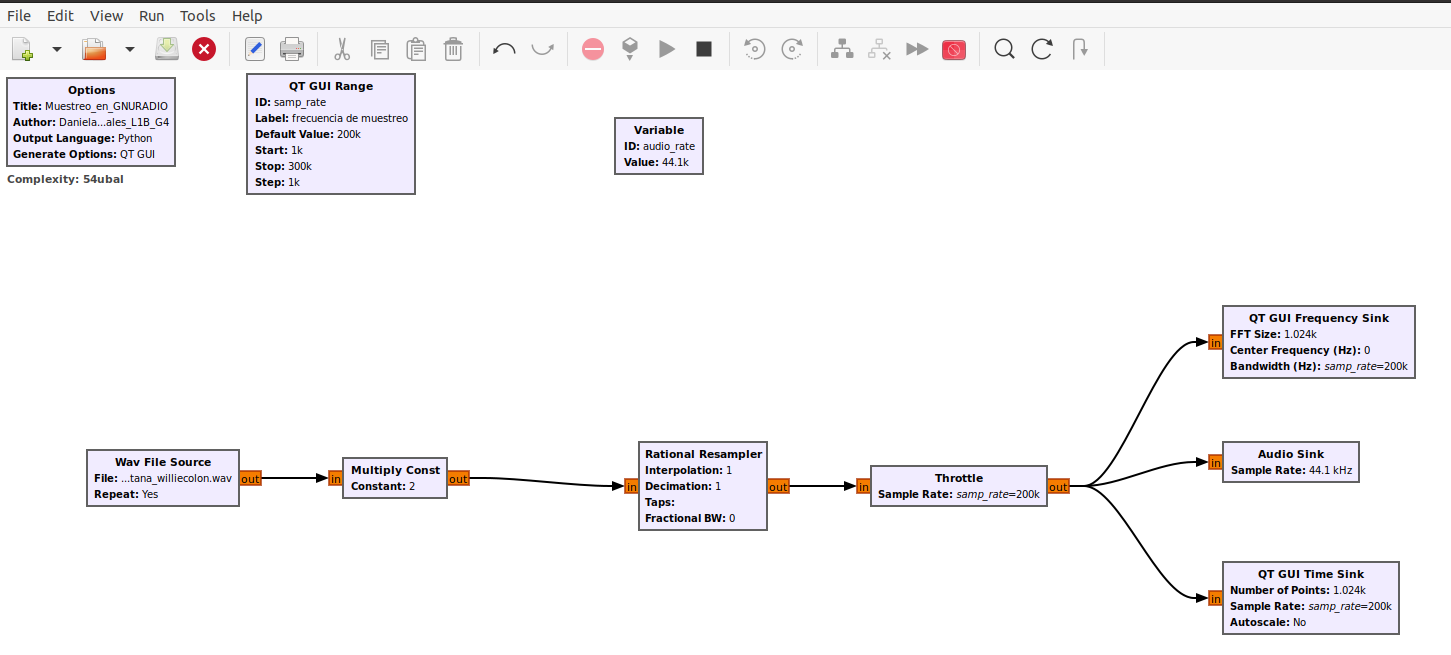 File Edit View Run Tools Help
Options
Title: Muestreo_en_GNURADIO
Author: Daniela...ales_L1B_G4
Output Language: Python
Generate Options: QT GUI
Complexity: 54ubal
QT GUI Range
ID: samp_rate
Label: frecuencia de muestreo
Default Value: 200k
Start: 1k
Stop: 300k
Step: 1k
Variable
ID: audio_rate
Value: 44.1k
Wav File Source
File: ...tana_williecolon.wav
Repeat: Yes
out
in
Multiply Const
Constant: 2
out
in
Rational Resampler
Interpolation: 1
Decimation: 1
Taps:
Fractional BW: 0
out
in
Throttle
Sample Rate: samp_rate=200k
out
in
QT GUI Frequency Sink
FFT Size: 1.024k
Center Frequency (Hz): 0
Bandwidth (Hz): samp_rate=200k
in
Audio Sink
Sample Rate: 44.1 kHz
in
QT GUI Time Sink
Number of Points: 1.024k
Sample Rate: samp_rate=200k
Autoscale: No